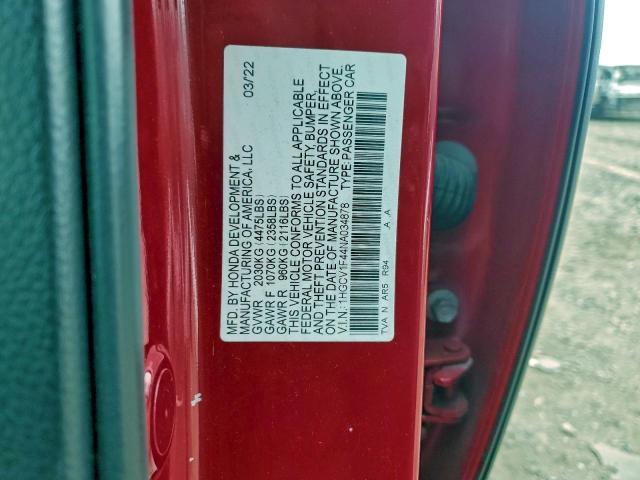 MFD. BY HONDA DEVELOPMENT & 03/22
MANUFACTURING OF AMERICA, LLC
GVWR 2030KG (4475LBS)
GAWR F 1070KG (2358LBS)
GAWR R 960KG (2116LBS)
THIS VEHICLE CONFORMS TO ALL APPLICABLE
FEDERAL MOTOR VEHICLE SAFETY, BUMPER,
AND THEFT PREVENTION STANDARDS IN EFFECT
ON THE DATE OF MANUFACTURE SHOWN ABOVE.
V.I.N.: 1HGCV1F44NA034878 TYPE:PASSENGER CAR
TVA N AR5 R94 .A .A